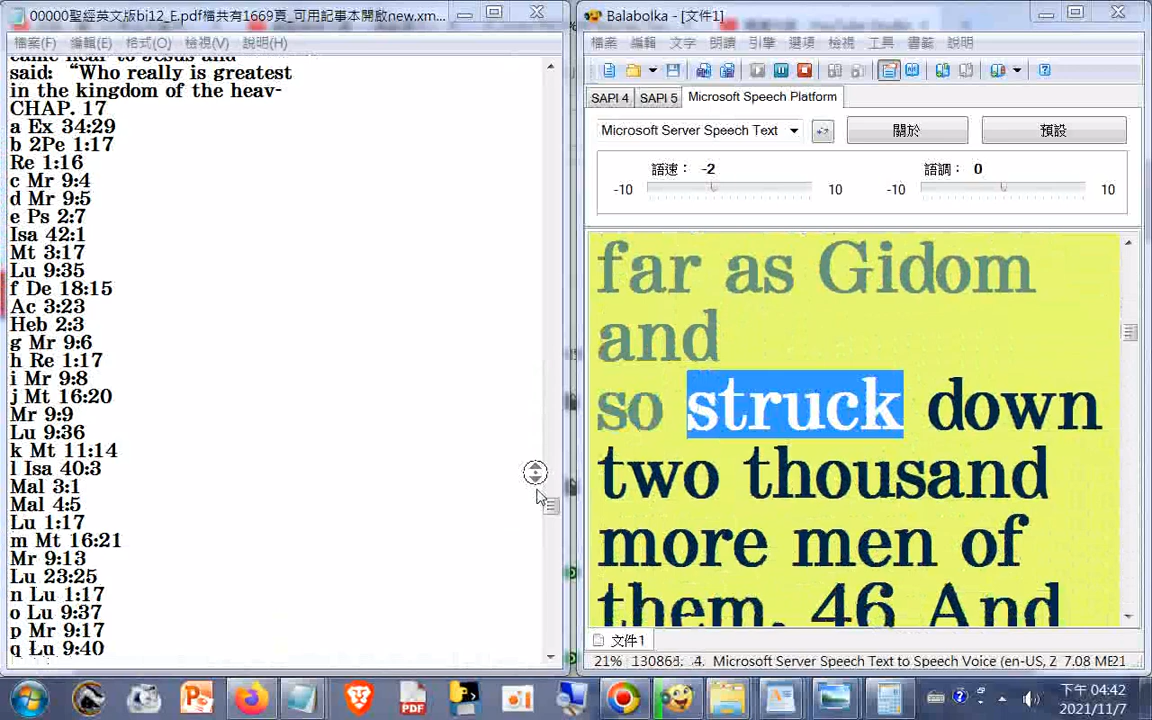 00000聖經英文版bi12_E.pdf檔共有1669頁_可用記事本開啟new.xm...
檔案(F) 編輯(E) 格式(O) 檢視(V) 說明(H)
came near to Jesus and
said: “Who really is greatest
in the kingdom of the heav-
CHAP. 17
a Ex 34:29
b 2Pe 1:17
Re 1:16
c Mr 9:4
d Mr 9:5
e Ps 2:7
Isa 42:1
Mt 3:17
Lu 9:35
f De 18:15
Ac 3:23
Heb 2:3
g Mr 9:6
h Re 1:17
i Mr 9:8
j Mt 16:20
Mr 9:9
Lu 9:36
k Mt 11:14
l Isa 40:3
Mal 3:1
Mal 4:5
Lu 1:17
m Mt 16:21
Mr 9:13
Lu 23:25
n Lu 1:17
o Lu 9:37
p Mr 9:17
q Lu 9:40
Balabolka - [文件1]
檔案 編輯 文字 朗讀 引擎 選項 檢視 工具 書籤 說明
SAPI 4 SAPI 5 Microsoft Speech Platform
Microsoft Server Speech Text 關於 預設
語速： -2 語調： 0
-10 10 -10 10
far as Gidom
and
so struck down
two thousand
more men of
them. 46 And
文件1
21% Microsoft Server Speech Text to Speech Voice (en-US, Z
下午 04:42
2021/11/7